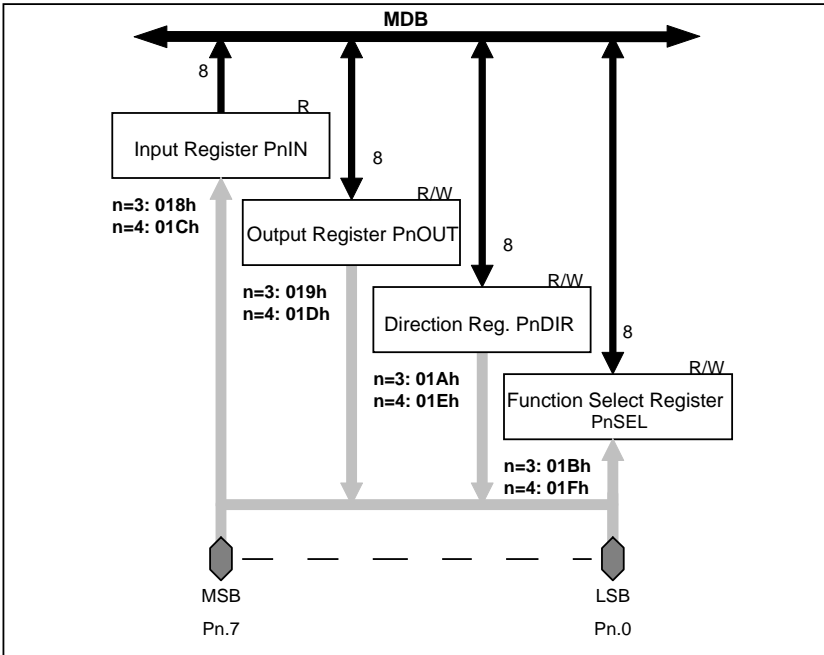 MDB
8
R
Input Register PnIN
n=3: 018h
n=4: 01Ch
8
R/W
Output Register PnOUT
n=3: 019h
n=4: 01Dh
8
R/W
Direction Reg. PnDIR
n=3: 01Ah
n=4: 01Eh
8
R/W
Function Select Register
PnSEL
n=3: 01Bh
n=4: 01Fh
MSB
LSB
Pn.7
Pn.0